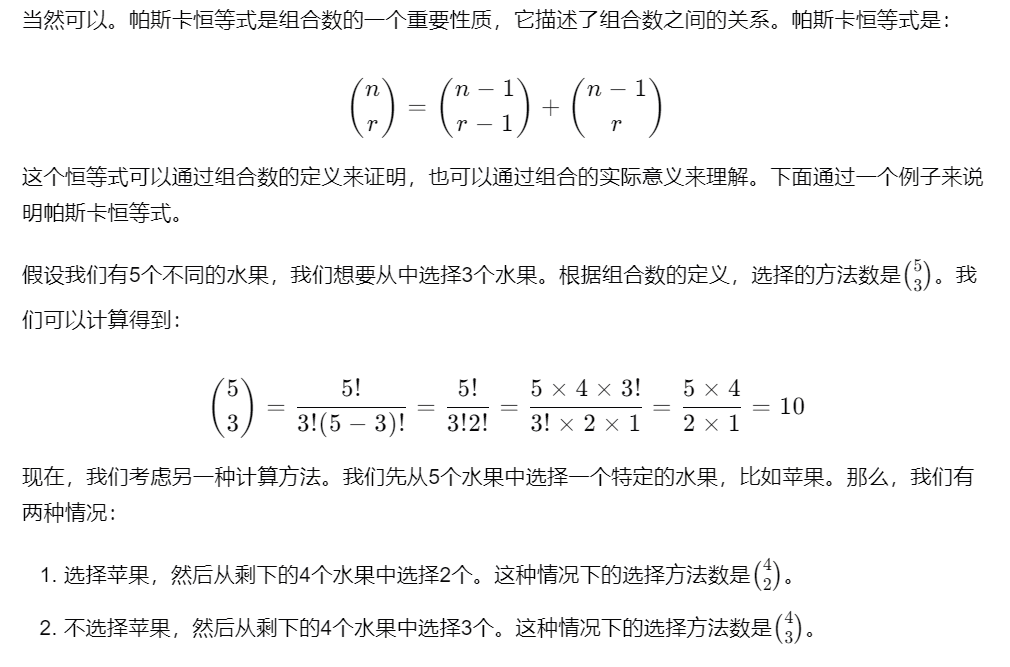 当然可以。帕斯卡恒等式是组合数的一个重要性质，它描述了组合数之间的关系。帕斯卡恒等式是：
\binom{n}{r} = \binom{n-1}{r-1} + \binom{n-1}{r}
这个恒等式可以通过组合数的定义来证明，也可以通过组合的实际意义来理解。下面通过一个例子来说
明帕斯卡恒等式。
假设我们有5个不同的水果，我们想要从中选择3个水果。根据组合数的定义，选择的方法数是\binom{5}{3}。我
们可以计算得到：
\binom{5}{3} = \frac{5!}{3!(5-3)!} = \frac{5!}{3!2!} = \frac{5 × 4 × 3!}{3! × 2 × 1} = \frac{5 × 4}{2 × 1} = 10
现在，我们考虑另一种计算方法。我们先从5个水果中选择一个特定的水果，比如苹果。那么，我们有
两种情况：
1. 选择苹果，然后从剩下的4个水果中选择2个。这种情况下的选择方法数是\binom{4}{2}。
2. 不选择苹果，然后从剩下的4个水果中选择3个。这种情况下的选择方法数是\binom{4}{3}。